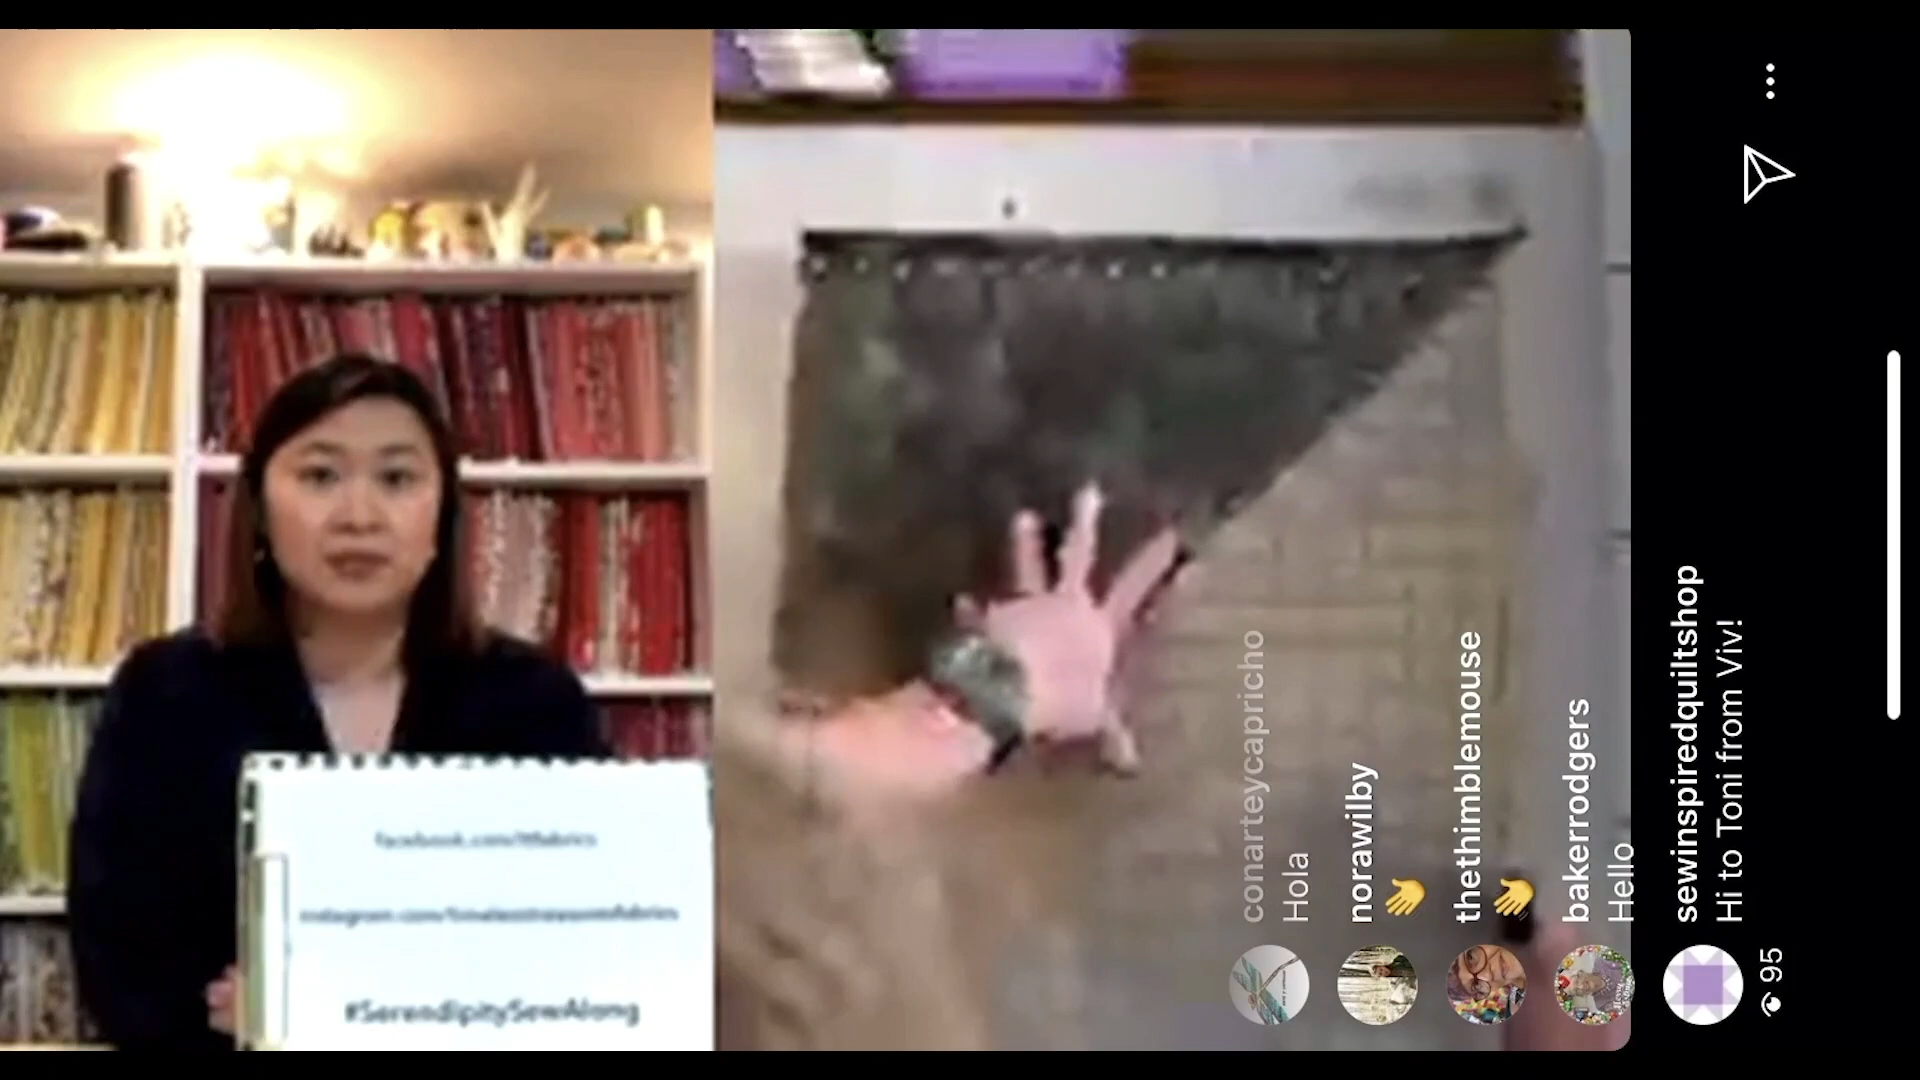 facebook.com/ttfabrics
instagram.com/timelesstreasuresfabrics
#SerendipitySewAlong
conarteycapricho
Hola
norawilby
👋
thethimblemouse
👋
bakerrodgers
Hello
sewinspiredquiltshop
Hi to Toni from Viv!
95